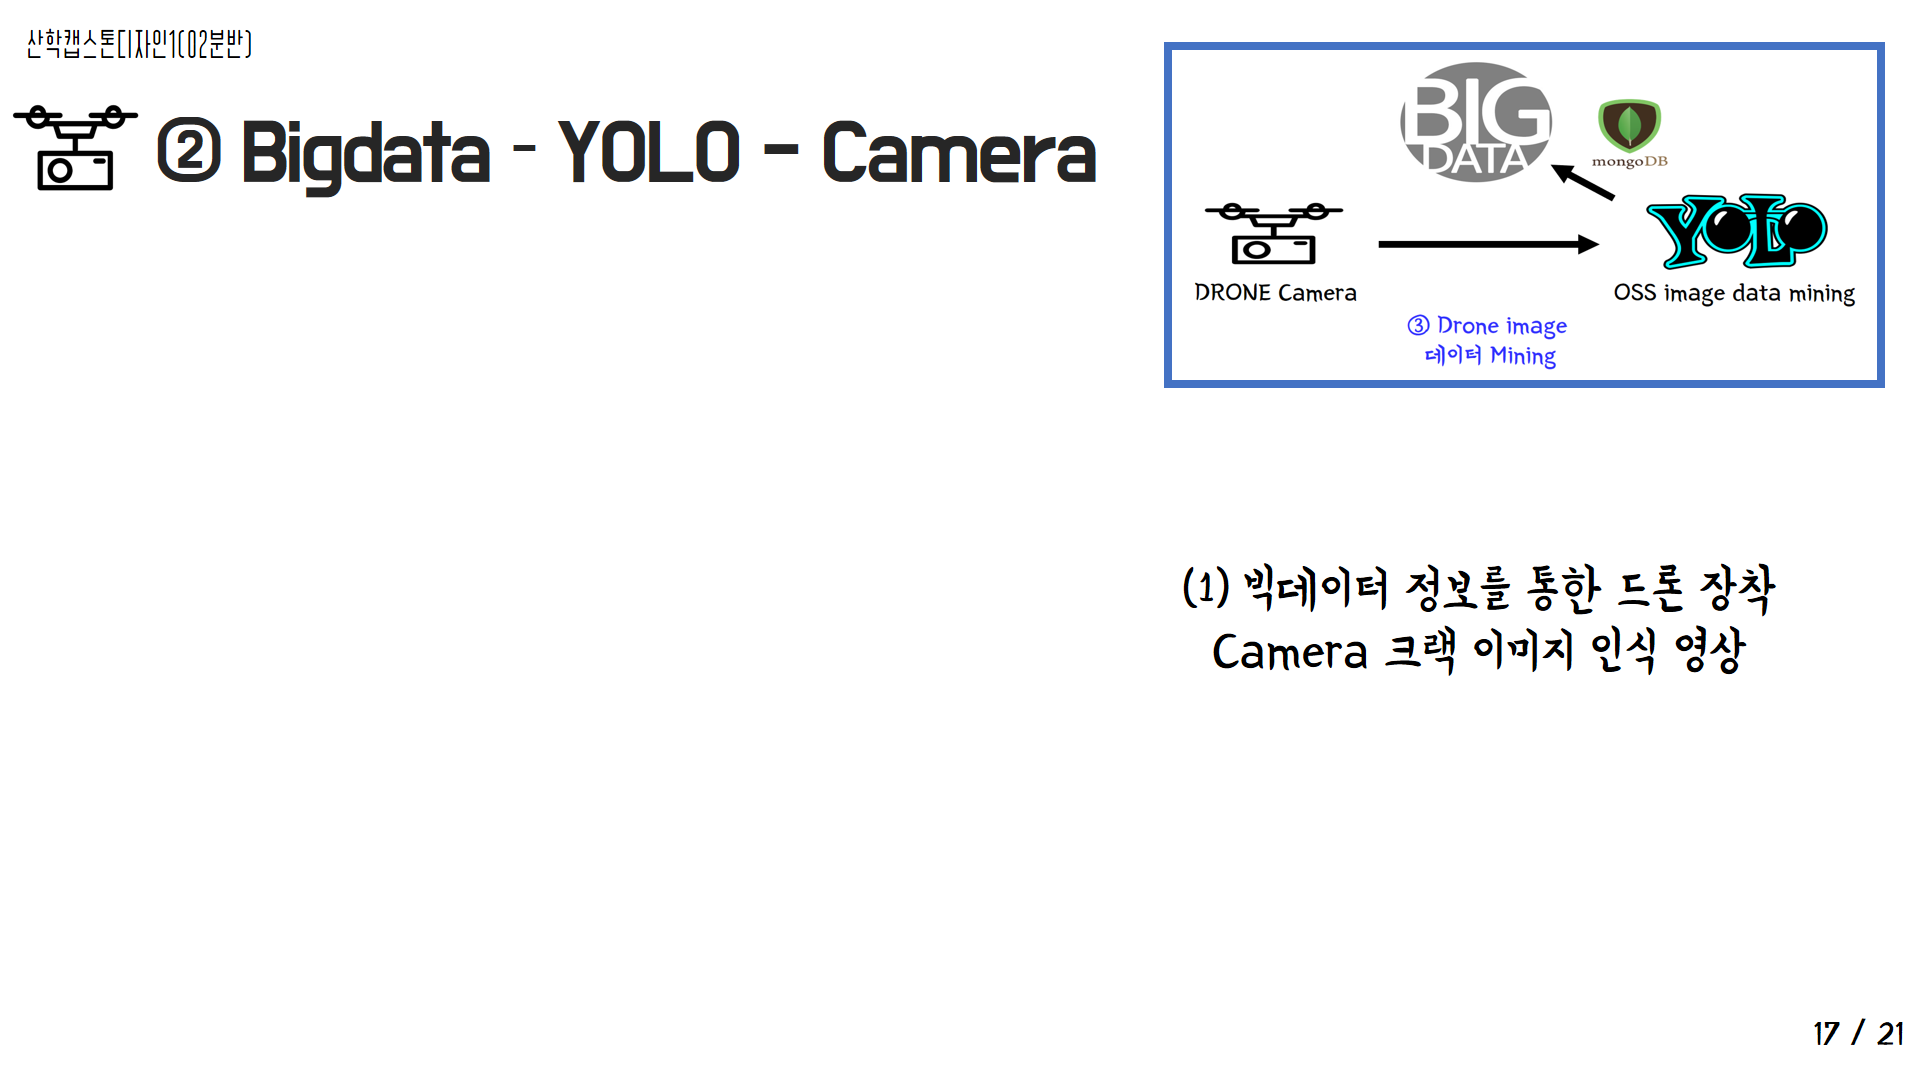 산학캡스톤디자인1(02분반)
② Bigdata - YOLO - Camera
BIG
DATA
mongoDB
YOLO
DRONE Camera
OSS image data mining
③ Drone image
데이터 Mining
(1) 빅데이터 정보를 통한 드론 장착
Camera 크랙 이미지 인식 영상
17 / 21